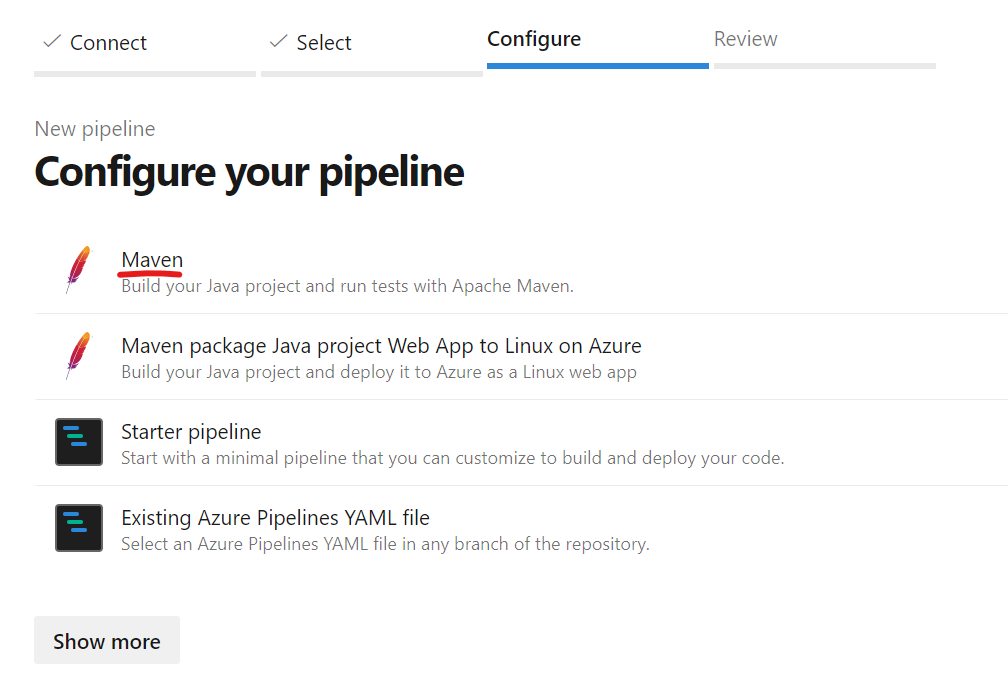 Connect
Select
Configure
Review
New pipeline
Configure your pipeline
Maven
Build your Java project and run tests with Apache Maven.
Maven package Java project Web App to Linux on Azure
Build your Java project and deploy it to Azure as a Linux web app
Starter pipeline
Start with a minimal pipeline that you can customize to build and deploy your code.
Existing Azure Pipelines YAML file
Select an Azure Pipelines YAML file in any branch of the repository.
Show more